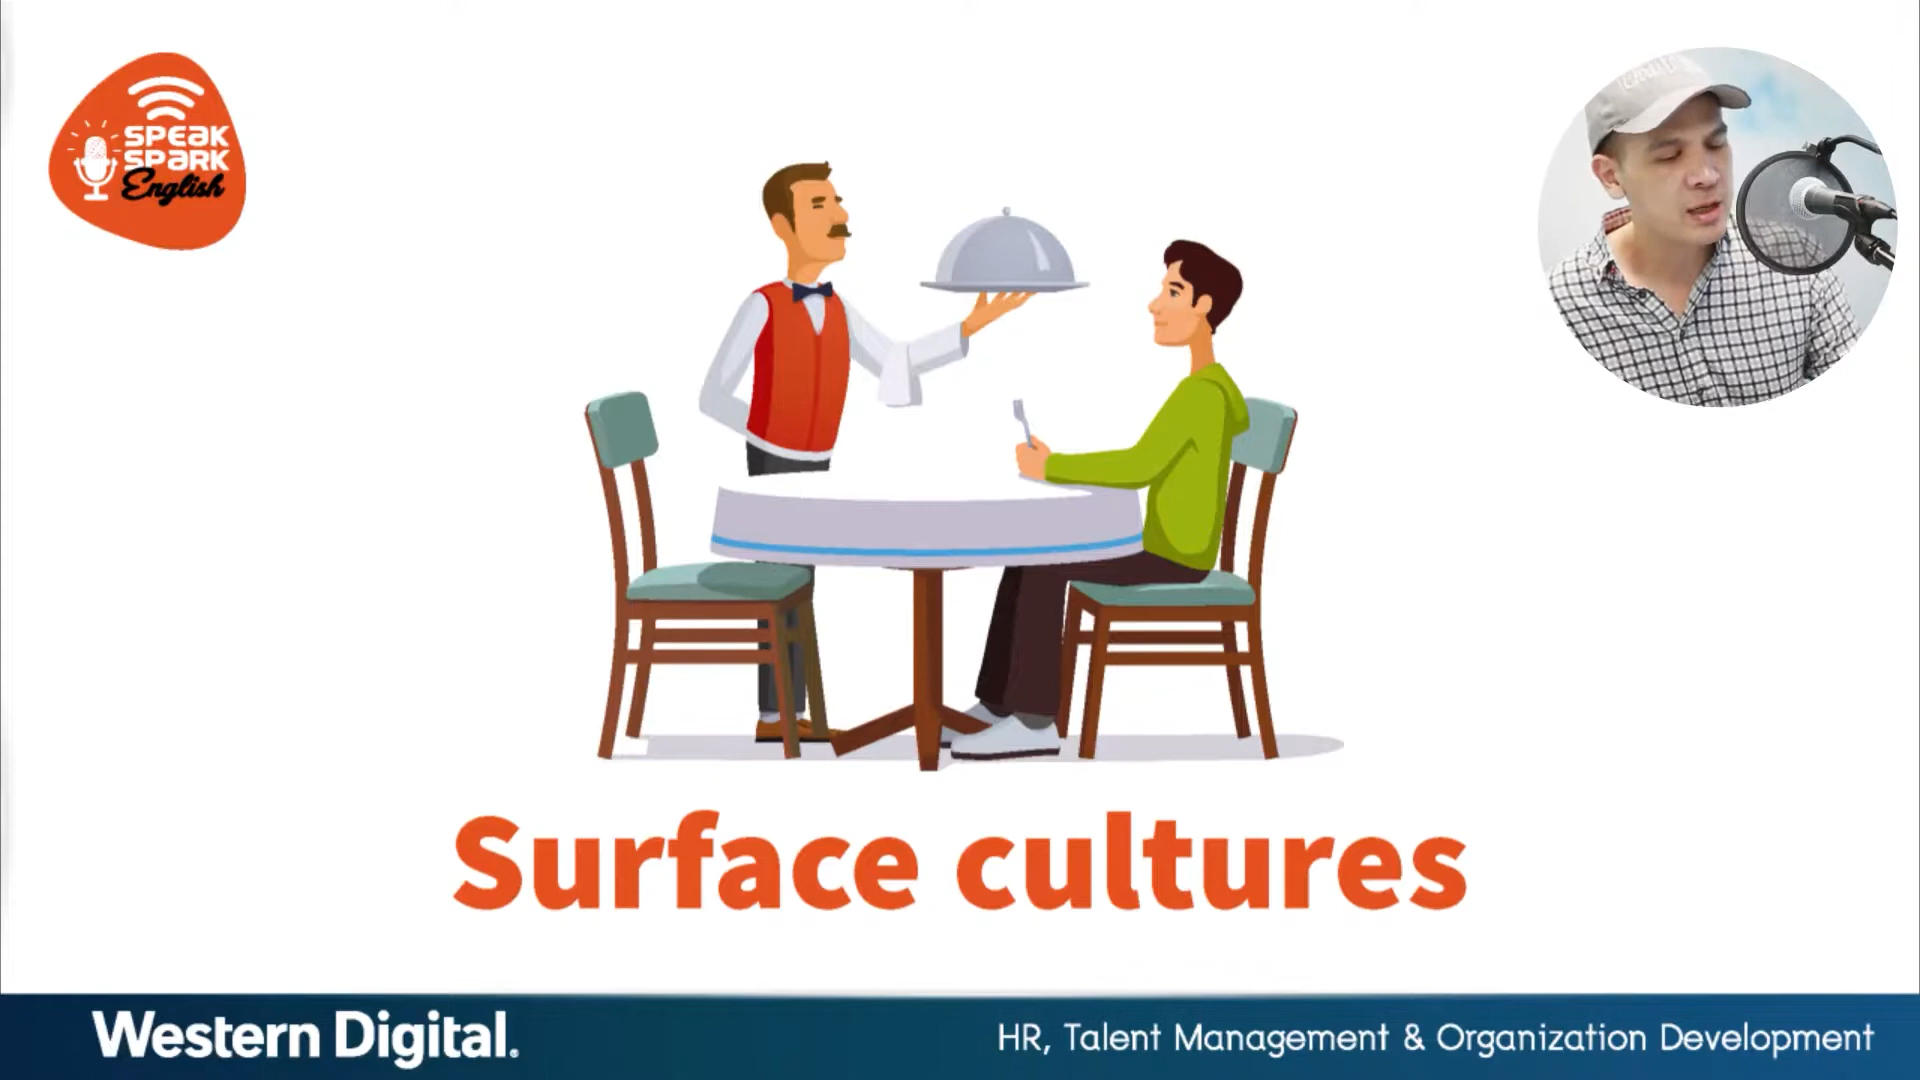 SPEAK
SPARK
English
Surface cultures
Western Digital.
HR, Talent Management & Organization Development